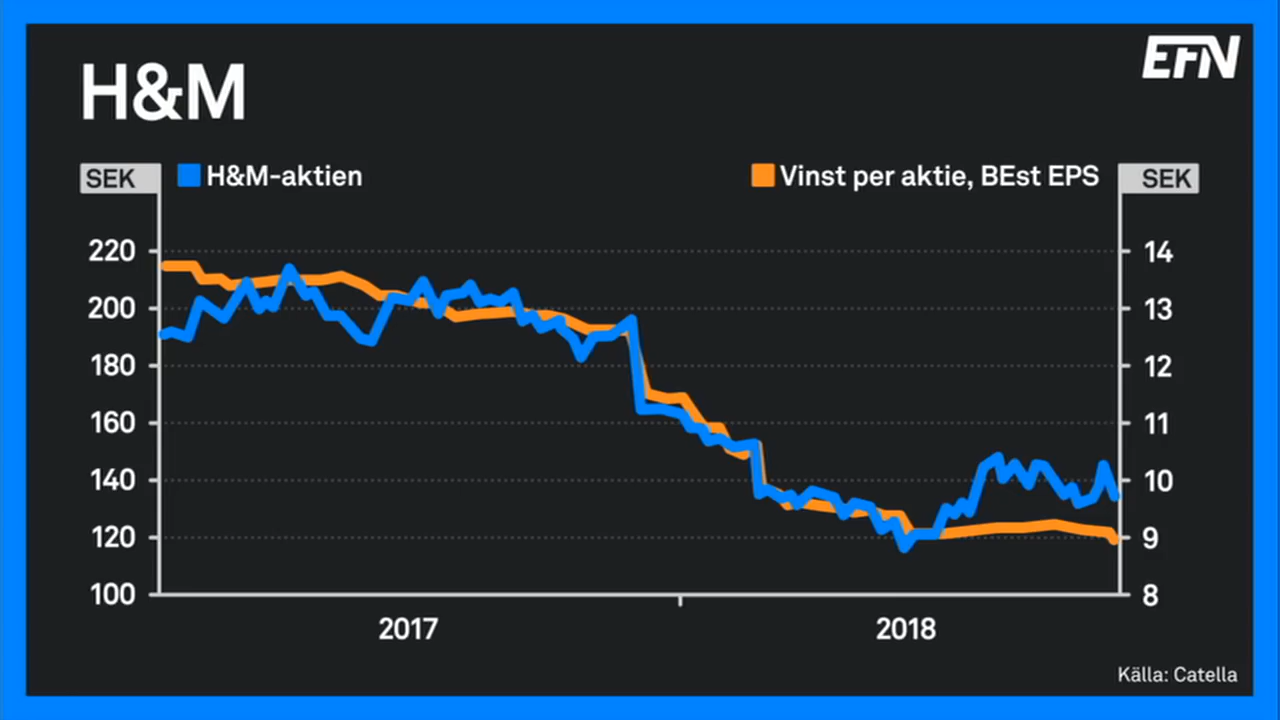 EFN
H&M
SEK
H&M-aktien
Vinst per aktie, BEst EPS
SEK
220
14
200
13
180
12
160
11
140
10
120
9
100
8
2017
2018
Källa: Catella